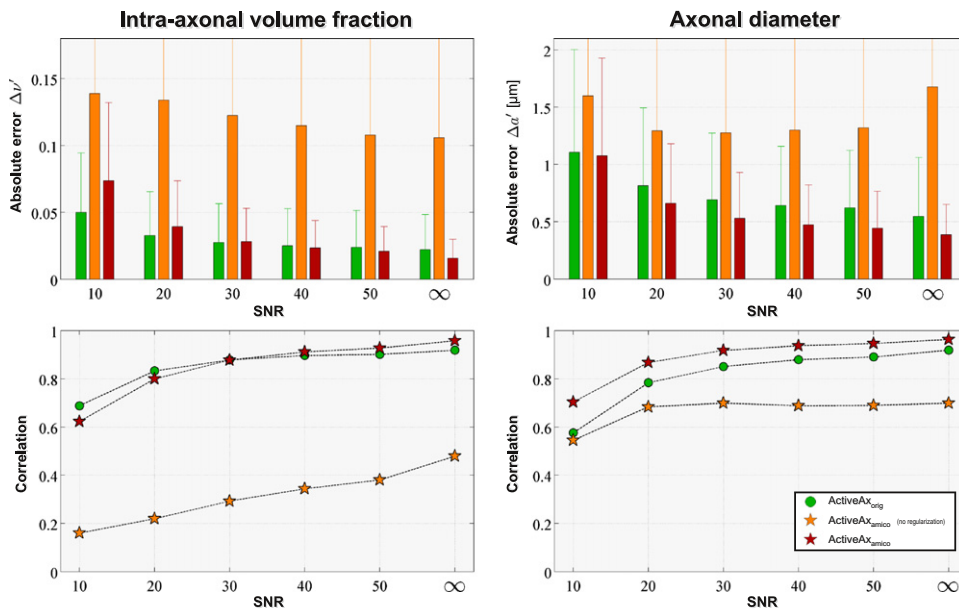 Intra-axonal volume fraction
Axonal diameter
Absolute error Δν′
0.15
0.1
0.05
0
10 20 30 40 50 ∞
SNR
Absolute error Δa′ [μm]
2
1.5
1
0.5
0
10 20 30 40 50 ∞
SNR
Correlation
1
0.8
0.6
0.4
0.2
0
10 20 30 40 50 ∞
SNR
Correlation
1
0.8
0.6
0.4
0.2
0
10 20 30 40 50 ∞
SNR
ActiveAx_orig
ActiveAx_amico (no regularization)
ActiveAx_amico